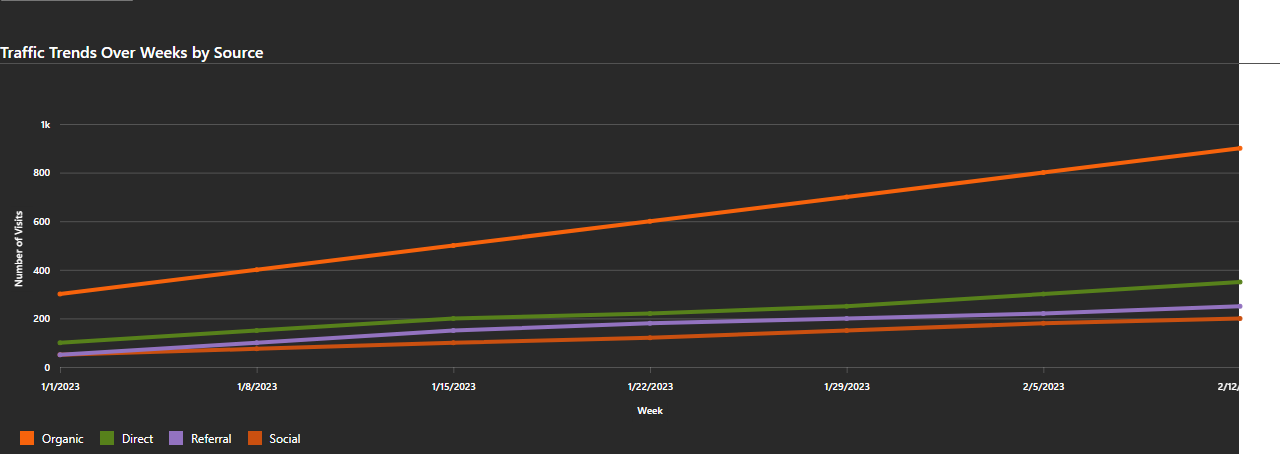 Traffic Trends Over Weeks by Source
1k
800
600
400
200
0
Number of Visits
1/1/2023 1/8/2023 1/15/2023 1/22/2023 1/29/2023 2/5/2023 2/12/
Week
Organic Direct Referral Social